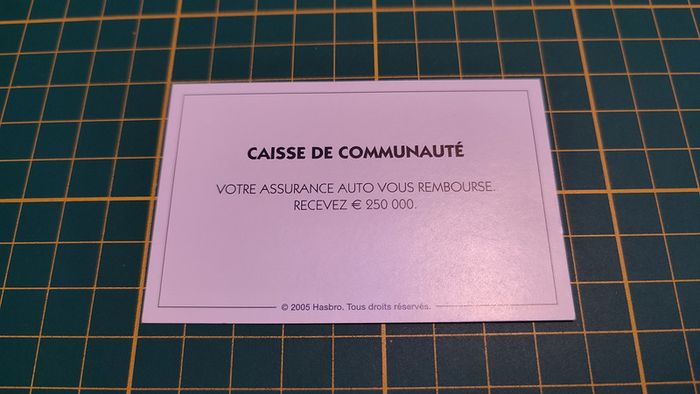 CAISSE DE COMMUNAUTÉ
VOTRE ASSURANCE AUTO VOUS REMBOURSE.
RECEVEZ € 250 000.
© 2005 Hasbro. Tous droits réservés.